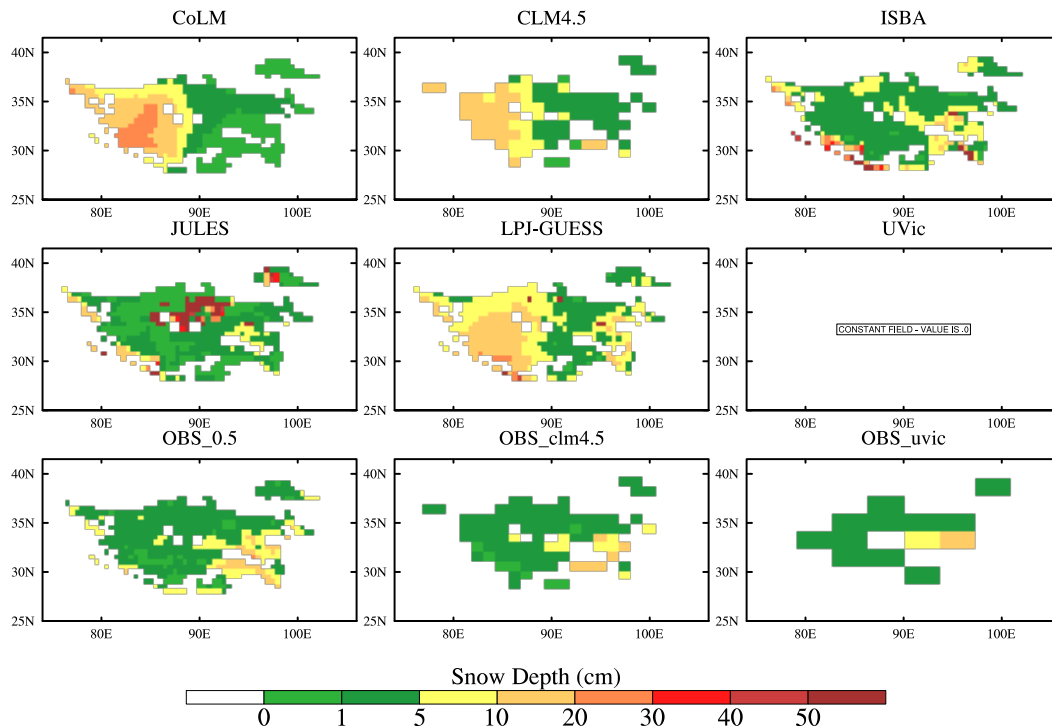 CoLM CLM4.5 ISBA
40N 40N 40N
35N 35N 35N
30N 30N 30N
25N 25N 25N
80E 90E 100E 80E 90E 100E 80E 90E 100E
JULES LPJ-GUESS UVic
40N 40N 40N
35N 35N 35N
CONSTANT FIELD - VALUE IS .0
30N 30N 30N
25N 25N 25N
80E 90E 100E 80E 90E 100E 80E 90E 100E
OBS_0.5 OBS_clm4.5 OBS_uvic
40N 40N 40N
35N 35N 35N
30N 30N 30N
25N 25N 25N
80E 90E 100E 80E 90E 100E 80E 90E 100E
Snow Depth (cm)
0 1 5 10 20 30 40 50